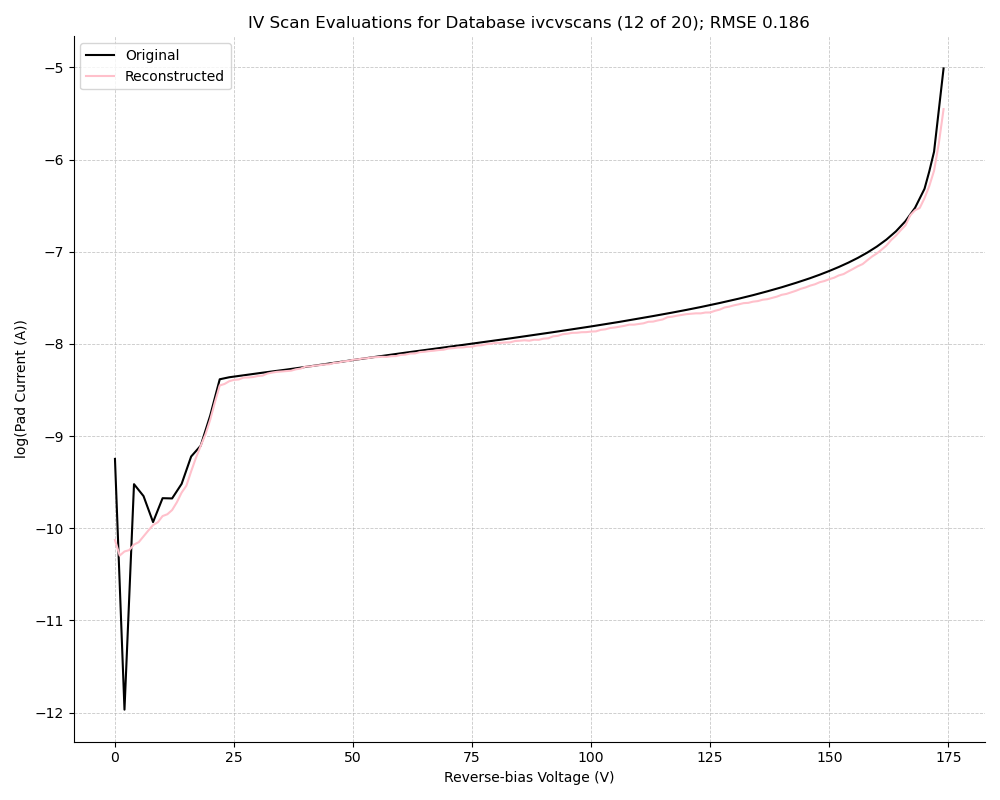 IV Scan Evaluations for Database ivcvscans (12 of 20); RMSE 0.186
Original
Reconstructed
log(Pad Current (A))
−5
−6
−7
−8
−9
−10
−11
−12
0 25 50 75 100 125 150 175
Reverse-bias Voltage (V)